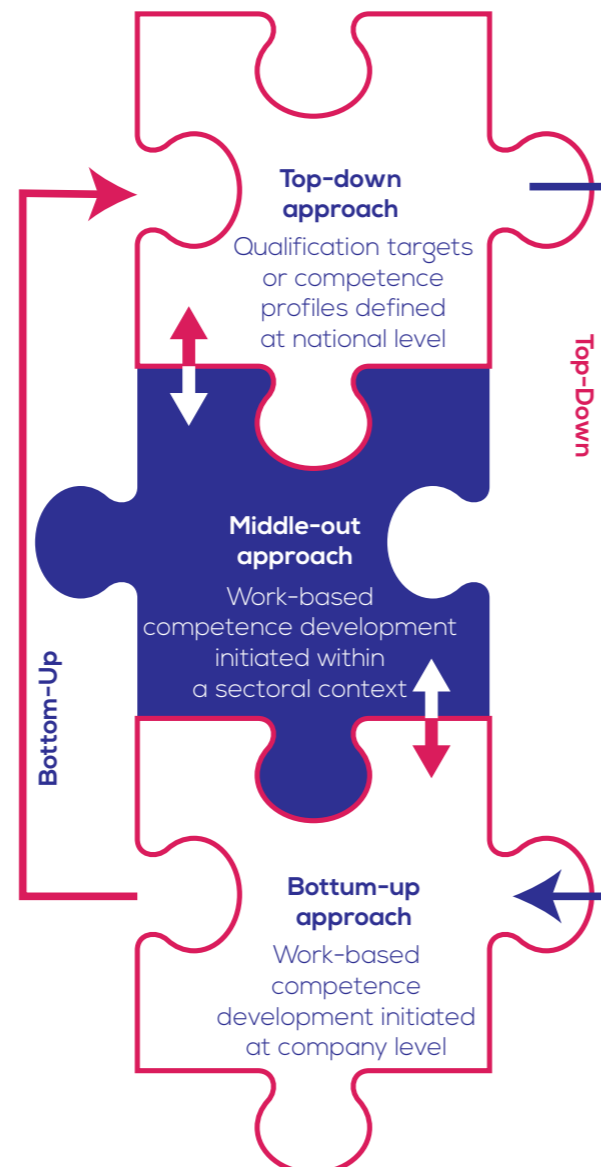 Top-down
approach
Qualification targets
or competence
profiles defined
at national level
Top-Down
Middle-out
approach
Work-based
competence development
initiated within
a sectoral context
Bottom-Up
Bottum-up
approach
Work-based
competence
development initiated
at company level